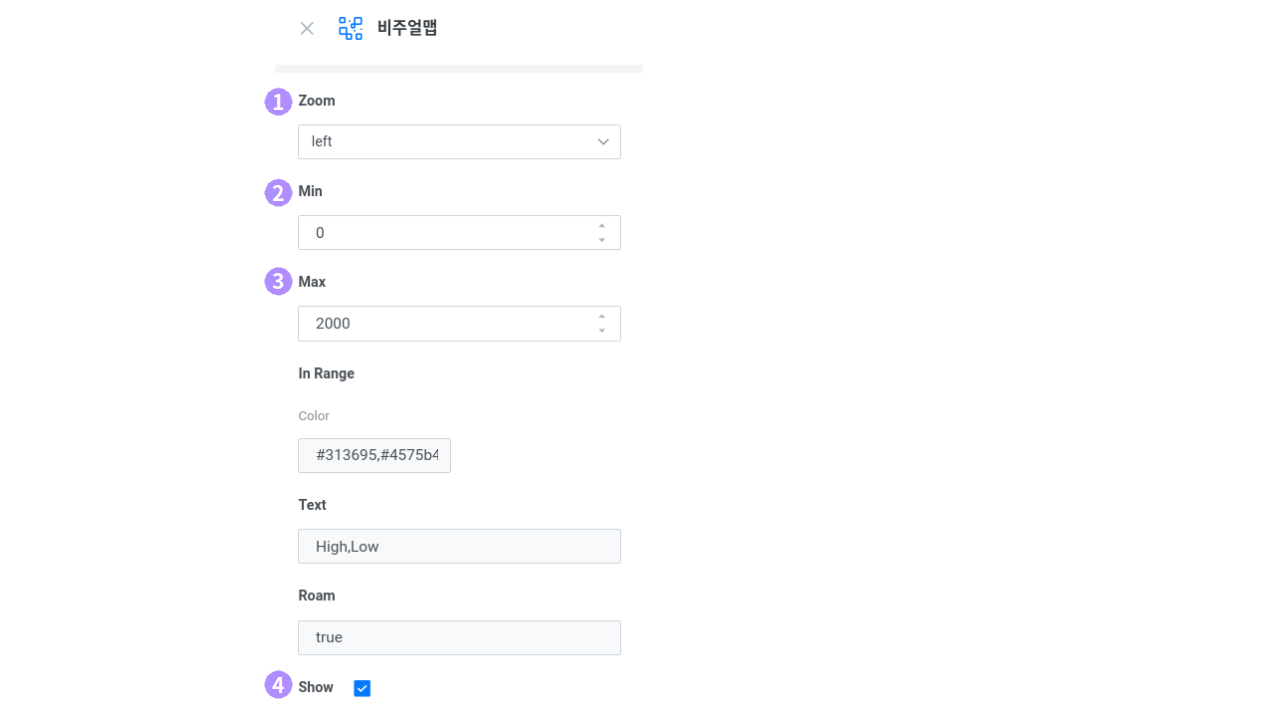 비주얼맵
1 Zoom
left
2 Min
0
3 Max
2000
In Range
Color
#313695,#4575b4
Text
High,Low
Roam
true
4 Show